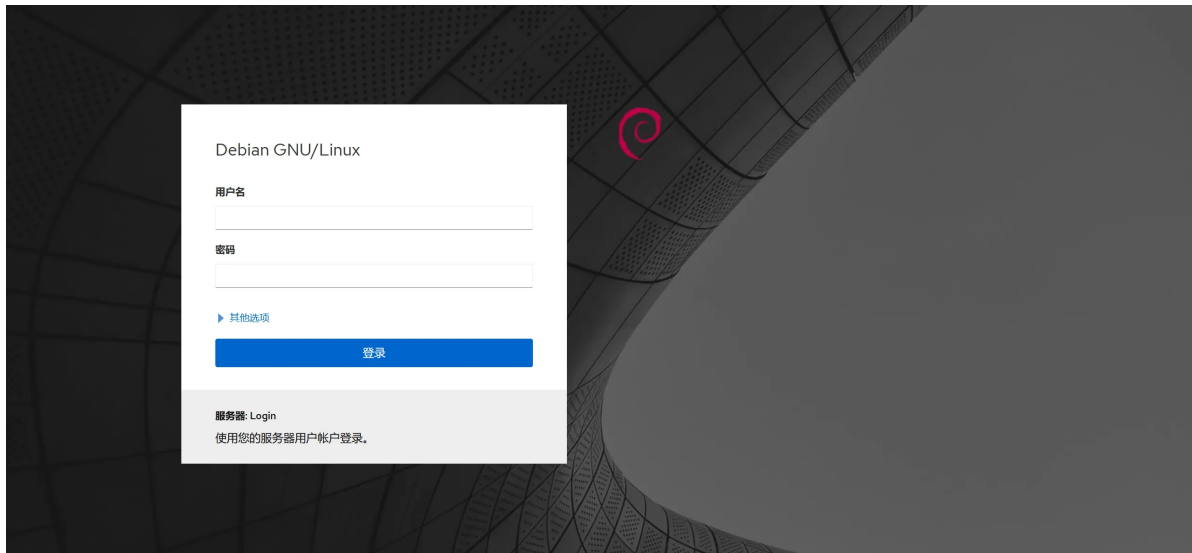 Debian GNU/Linux
用户名
密码
其他选项
登录
服务器: Login
使用您的服务器用户帐户登录。